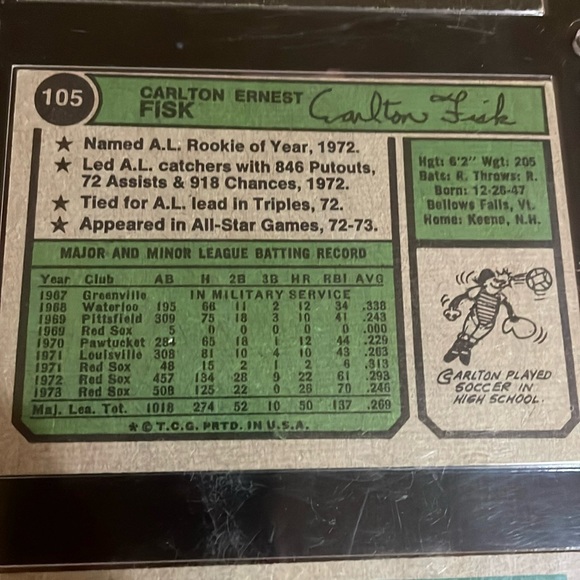 105
CARLTON ERNEST
FISK
Carlton Fisk
★ Named A.L. Rookie of Year, 1972.
★ Led A.L. catchers with 846 Putouts,
72 Assists & 918 Chances, 1972.
★ Tied for A.L. lead in Triples, 72.
★ Appeared in All-Star Games, 72-73.
Hgt: 6'2" Wgt: 205
Bats: R. Throws: R.
Born: 12-26-47
Bellows Falls, Vt.
Home: Keene, N.H.
MAJOR AND MINOR LEAGUE BATTING RECORD
Year Club AB H 2B 3B HR RBI AVG
1967 Greenville IN MILITARY SERVICE
1968 Waterloo 195 66 11 2 12 34 .338
1969 Pittsfield 309 75 18 3 10 41 .243
1969 Red Sox 5 0 0 0 0 0 .000
1970 Pawtucket 65 18 1 12 44 .229
1971 Louisville 308 81 10 4 10 43 .263
1971 Red Sox 48 15 2 1 2 6 .313
1972 Red Sox 457 134 28 9 22 61 .293
1973 Red Sox 508 125 22 0 26 70 .246
Maj. Lea. Tot. 1018 274 52 10 50 137 .269
★ © T.C.G. PRTD. IN U.S.A.
CARLTON PLAYED
SOCCER IN
HIGH SCHOOL.